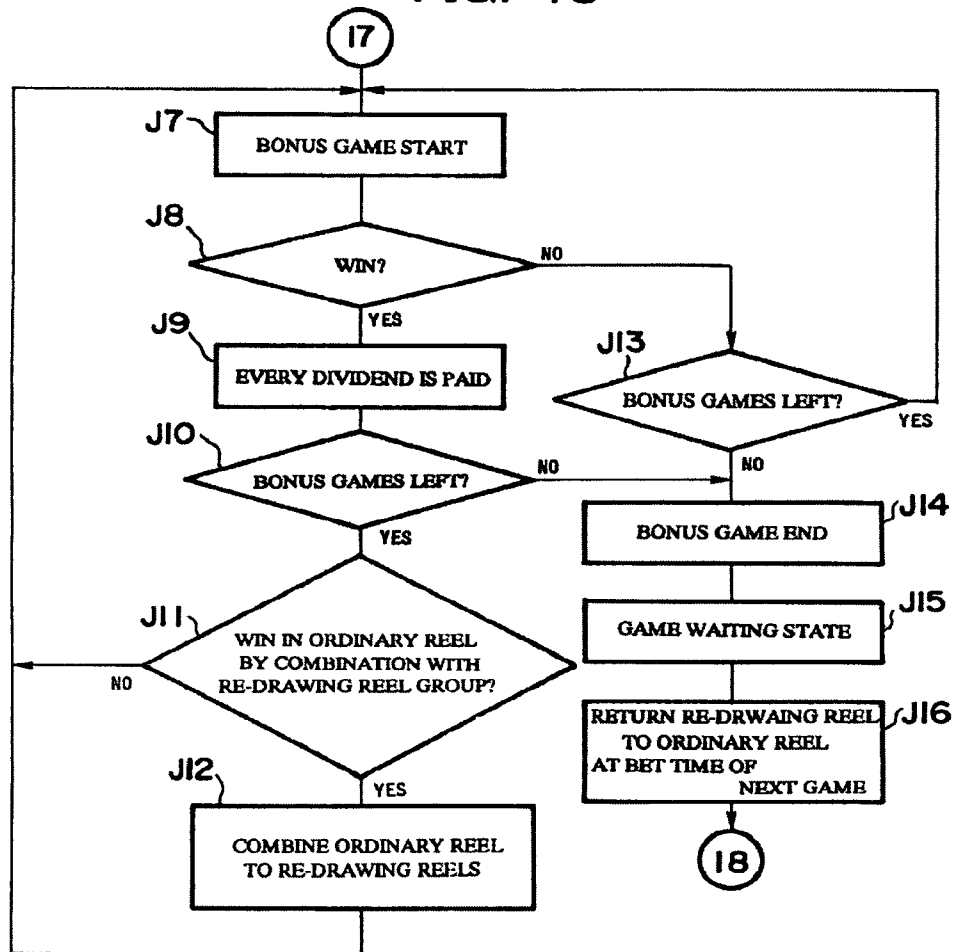 17
J7
BONUS GAME START
J8
WIN?
NO
YES
J9
EVERY DIVIDEND IS PAID
J13
BONUS GAMES LEFT?
YES
NO
J10
BONUS GAMES LEFT?
NO
YES
J14
BONUS GAME END
J11
WIN IN ORDINARY REEL
BY COMBINATION WITH
RE-DRAWING REEL GROUP?
NO
YES
J15
GAME WAITING STATE
J16
RETURN RE-DRWAING REEL
TO ORDINARY REEL
AT BET TIME OF
NEXT GAME
J12
COMBINE ORDINARY REEL
TO RE-DRAWING REELS
18